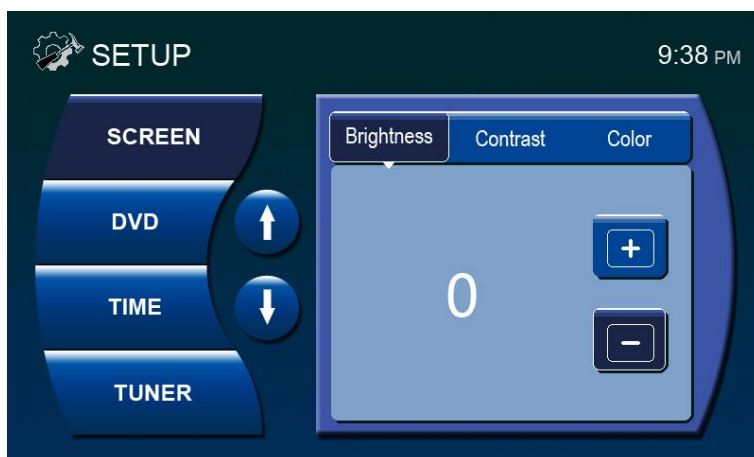 SETUP
9:38 PM
SCREEN
DVD
TIME
TUNER
Brightness Contrast Color
0
+
−